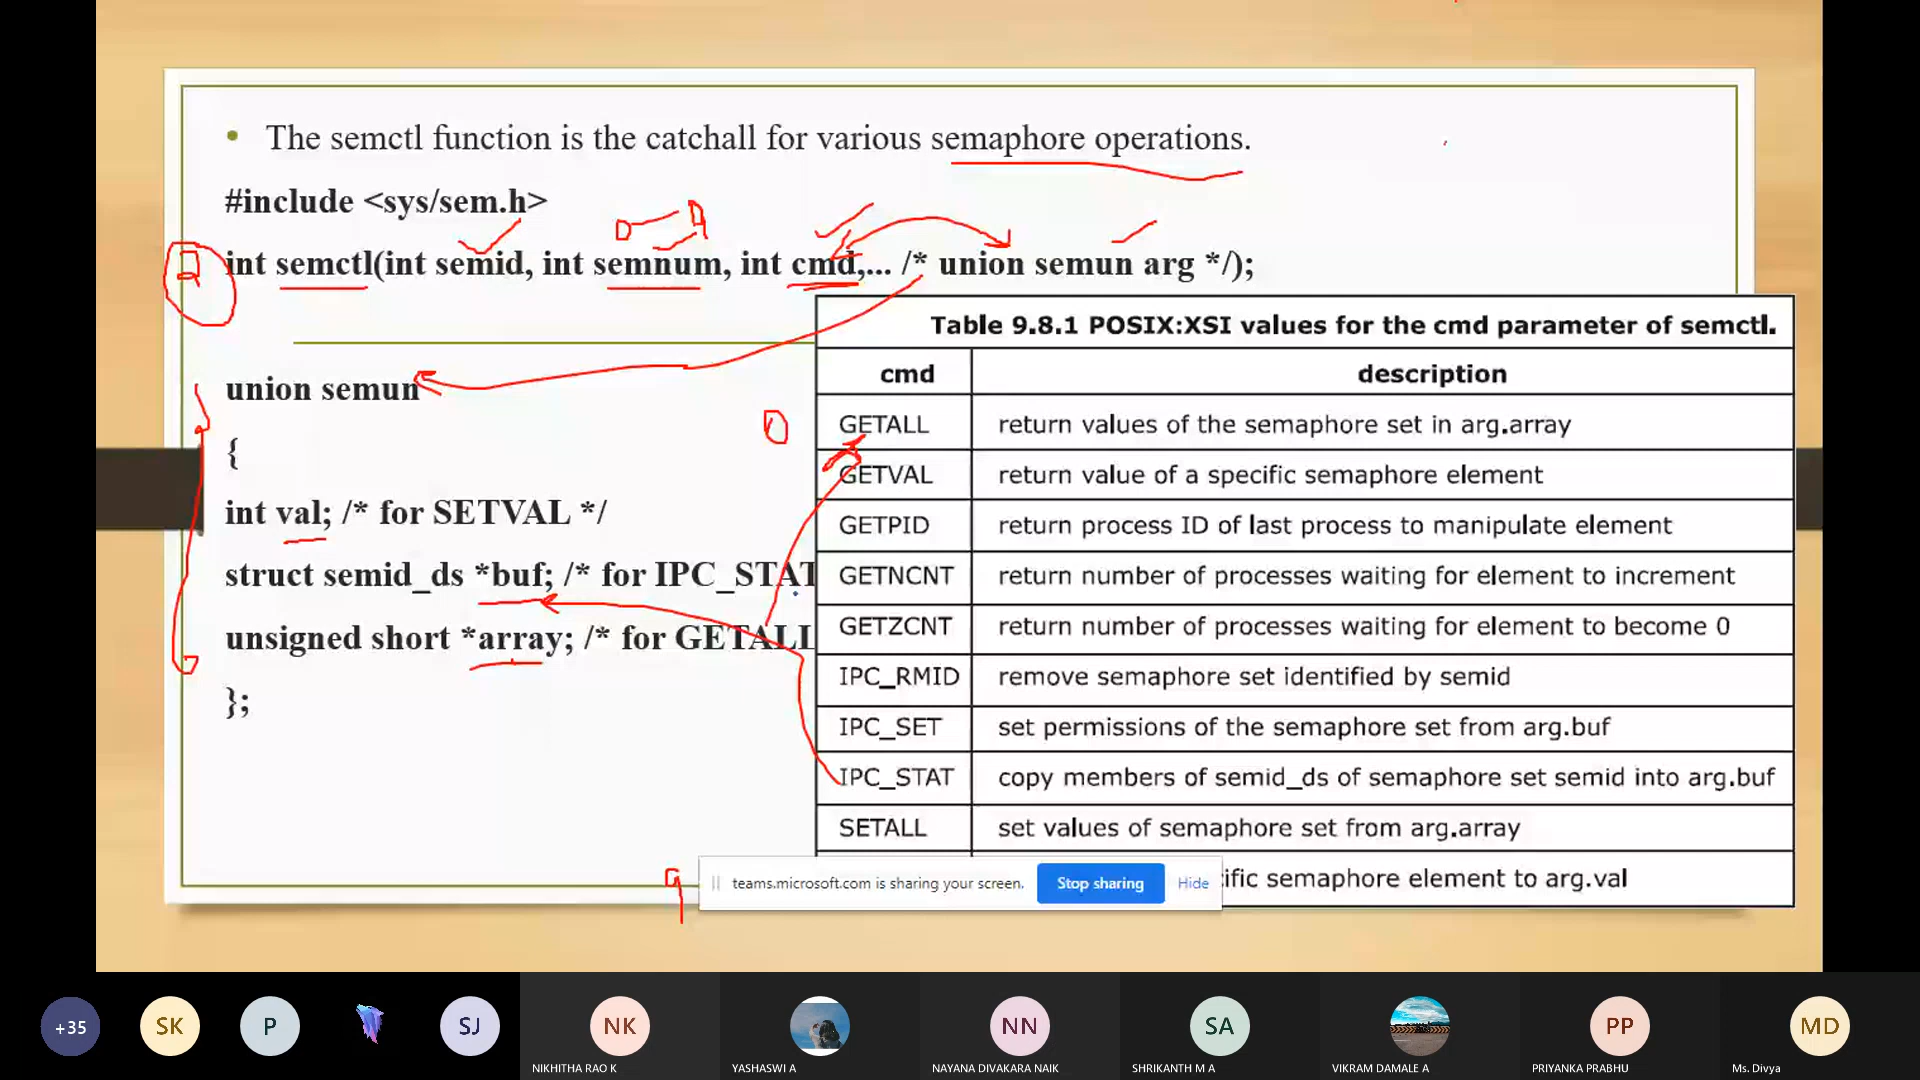 • The semctl function is the catchall for various semaphore operations.
#include <sys/sem.h>
int semctl(int semid, int semnum, int cmd,... /* union semun arg */);
union semun
{
int val; /* for SETVAL */
struct semid_ds *buf; /* for IPC_STAT
unsigned short *array; /* for GETALL
};
Table 9.8.1 POSIX:XSI values for the cmd parameter of semctl.
cmd description
GETALL return values of the semaphore set in arg.array
GETVAL return value of a specific semaphore element
GETPID return process ID of last process to manipulate element
GETNCNT return number of processes waiting for element to increment
GETZCNT return number of processes waiting for element to become 0
IPC_RMID remove semaphore set identified by semid
IPC_SET set permissions of the semaphore set from arg.buf
IPC_STAT copy members of semid_ds of semaphore set semid into arg.buf
SETALL set values of semaphore set from arg.array
ific semaphore element to arg.val
teams.microsoft.com is sharing your screen. Stop sharing Hide
+35 SK P SJ NK NN SA PP MD
NIKHITHA RAO K YASHASWI A NAYANA DIVAKARA NAIK SHRIKANTH M A VIKRAM DAMALE A PRIYANKA PRABHU Ms. Divya